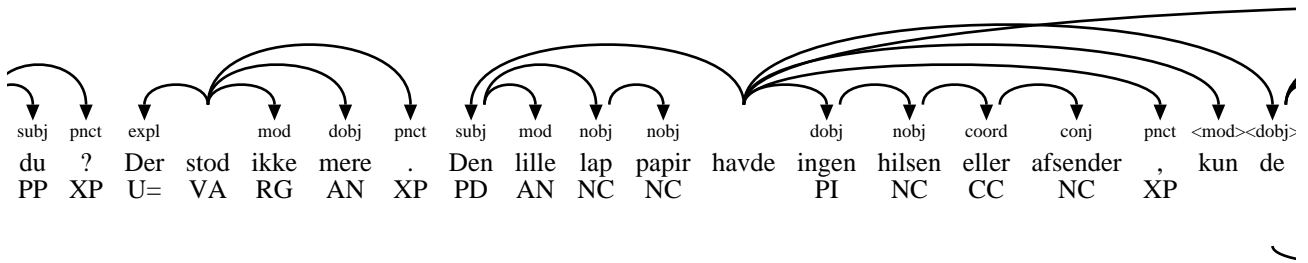 subj pnct expl mod dobj pnct subj mod nobj nobj dobj nobj coord conj pnct <mod> <dobj>
du ? Der stod ikke mere . Den lille lap papir havde ingen hilsen eller afsender , kun de
PP XP U= VA RG AN XP PD AN NC NC PI NC CC NC XP